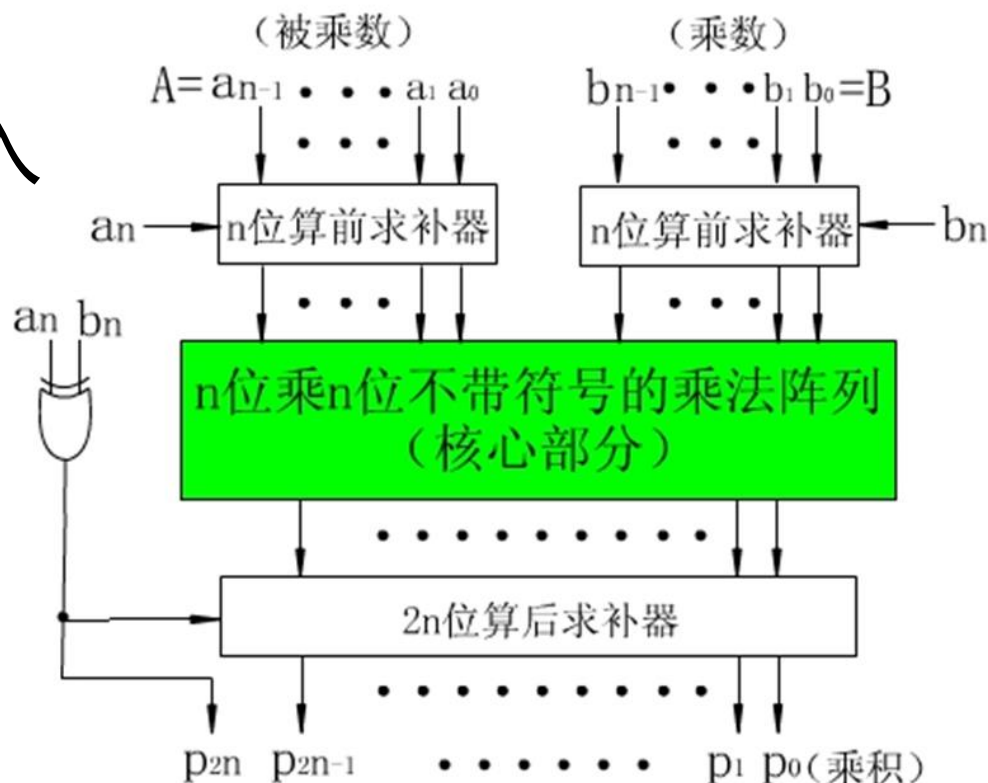 （被乘数） （乘数）
A=an-1 • • • a1 a0 bn-1 • • • b1 b0=B
an n位算前求补器 n位算前求补器 bn
an bn
n位乘n位不带符号的乘法阵列
（核心部分）
2n位算后求补器
p2n p2n-1 • • • • • • p1 p0(乘积)